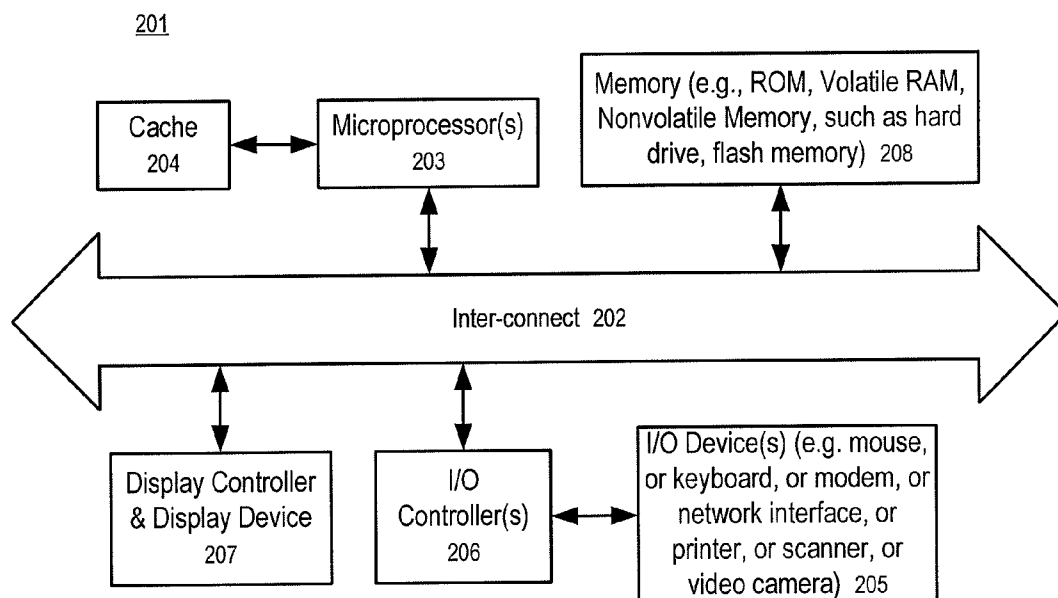 201
Cache
204
Microprocessor(s)
203
Memory (e.g., ROM, Volatile RAM,
Nonvolatile Memory, such as hard
drive, flash memory) 208
Inter-connect 202
Display Controller
& Display Device
207
I/O
Controller(s)
206
I/O Device(s) (e.g. mouse,
or keyboard, or modem, or
network interface, or
printer, or scanner, or
video camera) 205